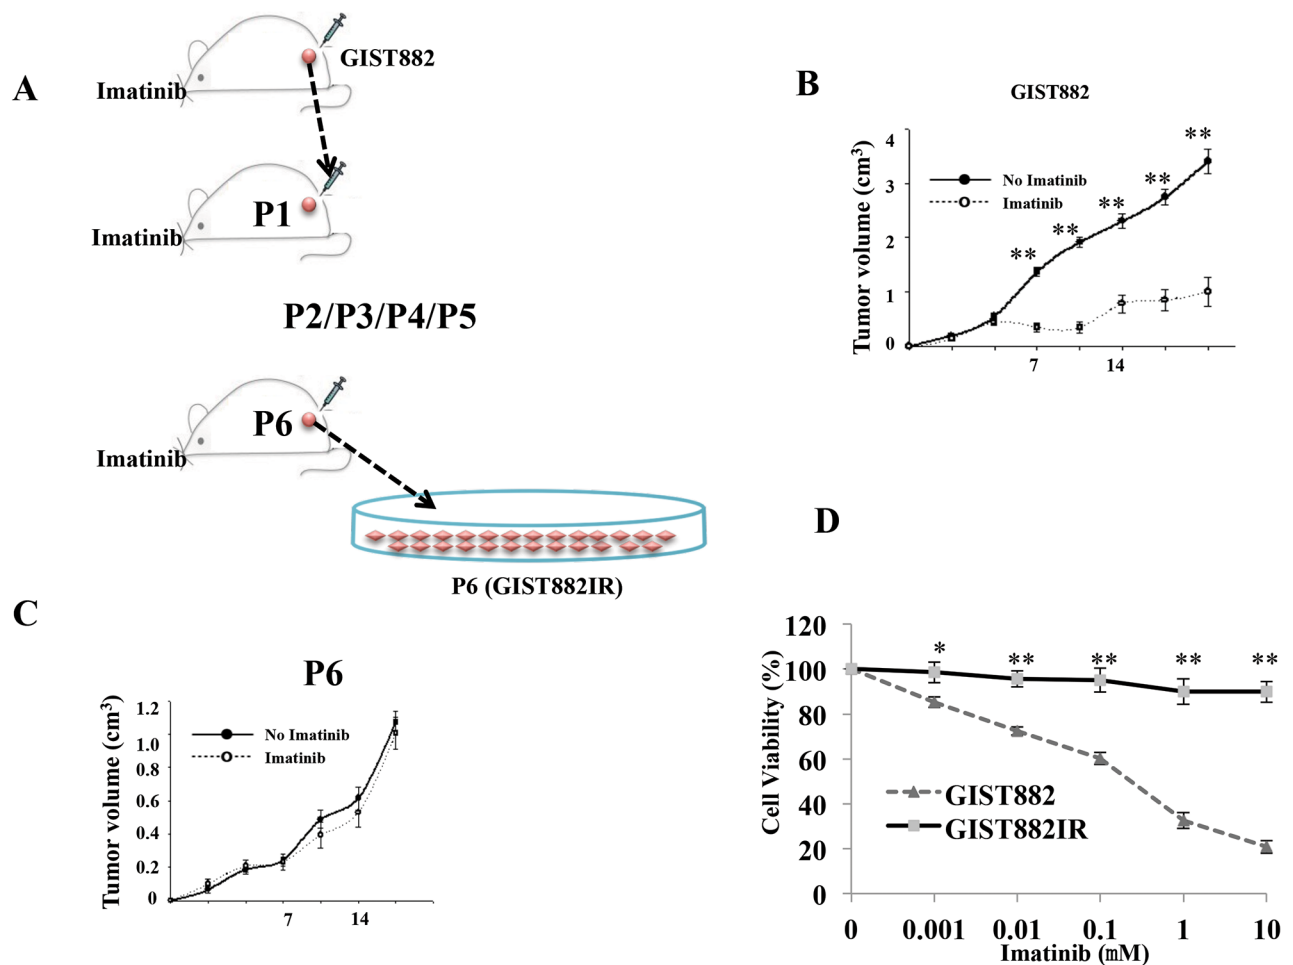 A
GIST882
Imatinib
P1
Imatinib
P2/P3/P4/P5
P6
Imatinib
P6 (GIST882IR)
B
GIST882
Tumor volume (cm³)
4
3
2
1
0
No Imatinib
Imatinib
**
**
**
**
**
7
14
C
P6
Tumor volume (cm³)
1.2
1.0
0.8
0.6
0.4
0.2
0
No Imatinib
Imatinib
7
14
D
Cell Viability (%)
120
100
80
60
40
20
0
*
**
**
**
**
GIST882
GIST882IR
0 0.001 0.01 0.1 1 10
Imatinib (mM)